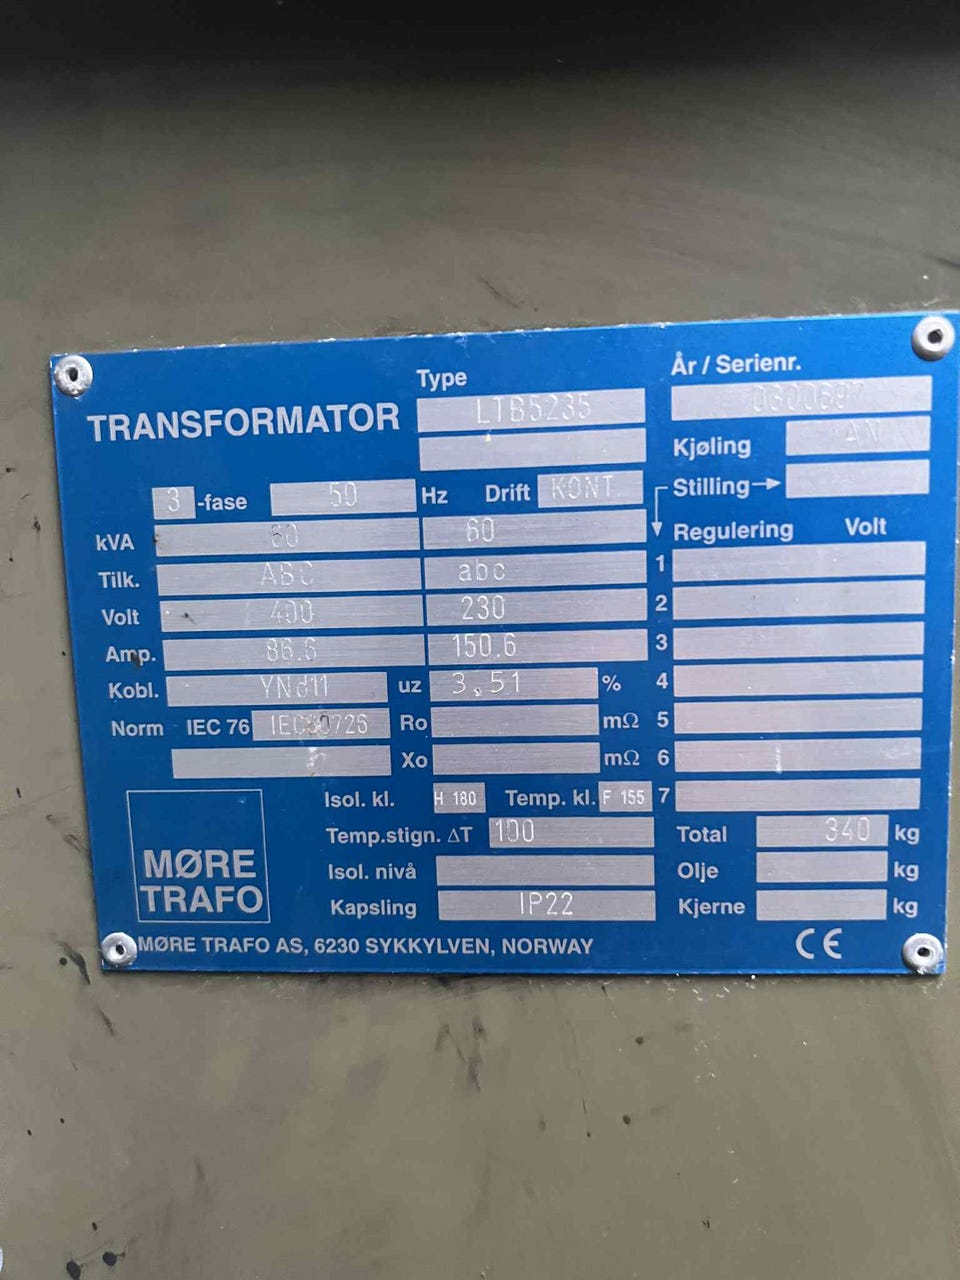 Type
År / Serienr.
TRANSFORMATOR
LTB5235
0300687
Kjøling AN
3 -fase 50 Hz Drift KONT.
Stilling
kVA 60 60
Regulering Volt
Tilk. ABC abc 1
Volt 400 230 2
Amp. 86.6 150.6 3
Kobl. YNd11 uz 3.51 % 4
Norm IEC 76 IEC60726 Ro mΩ 5
Xo mΩ 6
Isol. kl. H 180 Temp. kl. F 155 7
Temp.stign. ΔT 100 Total 340 kg
Isol. nivå Olje kg
Kapsling IP22 Kjerne kg
MØRE
TRAFO
MØRE TRAFO AS, 6230 SYKKYLVEN, NORWAY CE